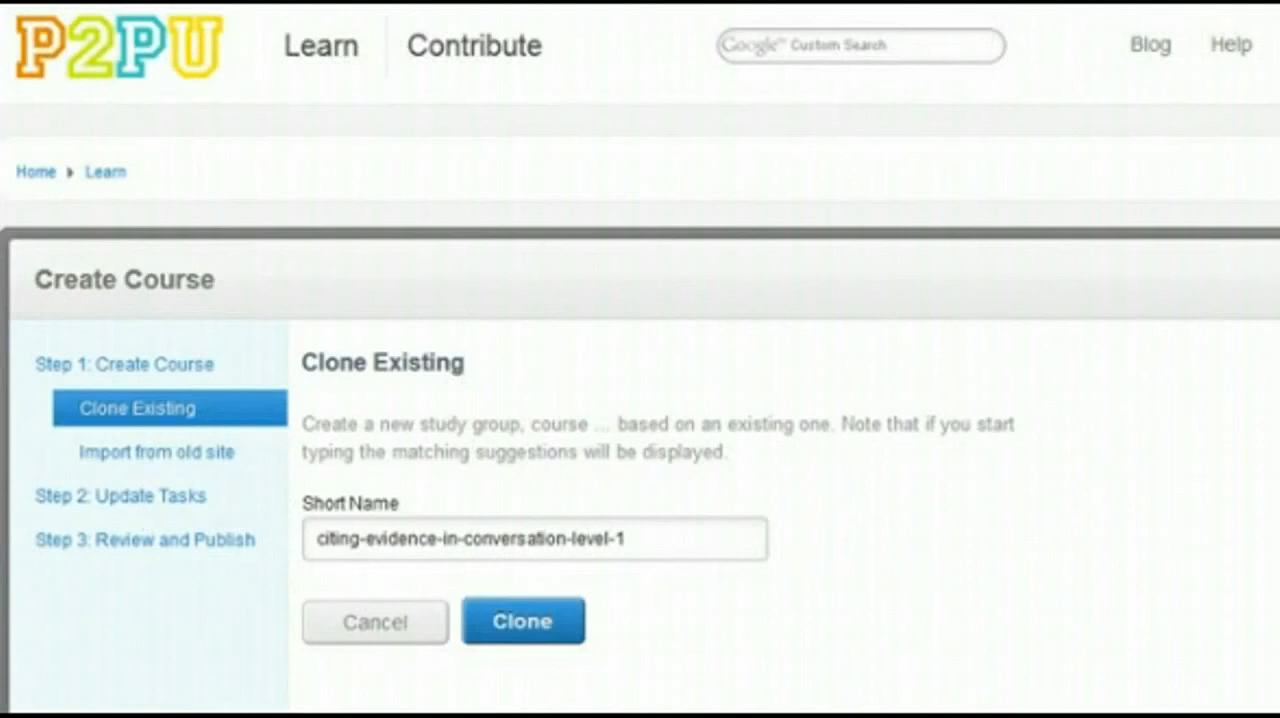 P2PU Learn Contribute Google™ Custom Search Blog Help
Home Learn
Create Course
Step 1: Create Course
Clone Existing
Import from old site
Step 2: Update Tasks
Step 3: Review and Publish
Clone Existing
Create a new study group, course ... based on an existing one. Note that if you start
typing the matching suggestions will be displayed.
Short Name
citing-evidence-in-conversation-level-1
Cancel Clone